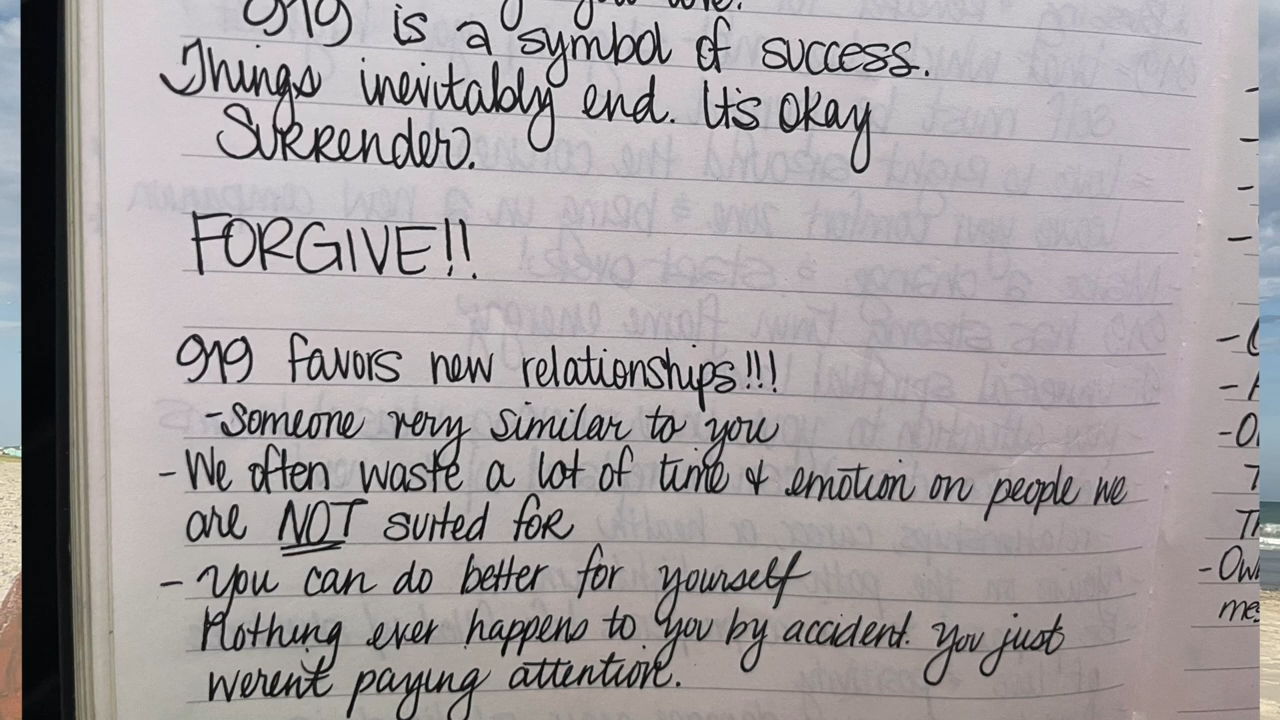 919 is a symbol of success.
Things inevitably end. It's okay
Surrender.
FORGIVE!!
919 favors new relationships!!!
-Someone very similar to you
-We often waste a lot of time & emotion on people we
are NOT suited for
- You can do better for yourself
Nothing ever happens to you by accident. You just
weren't paying attention.